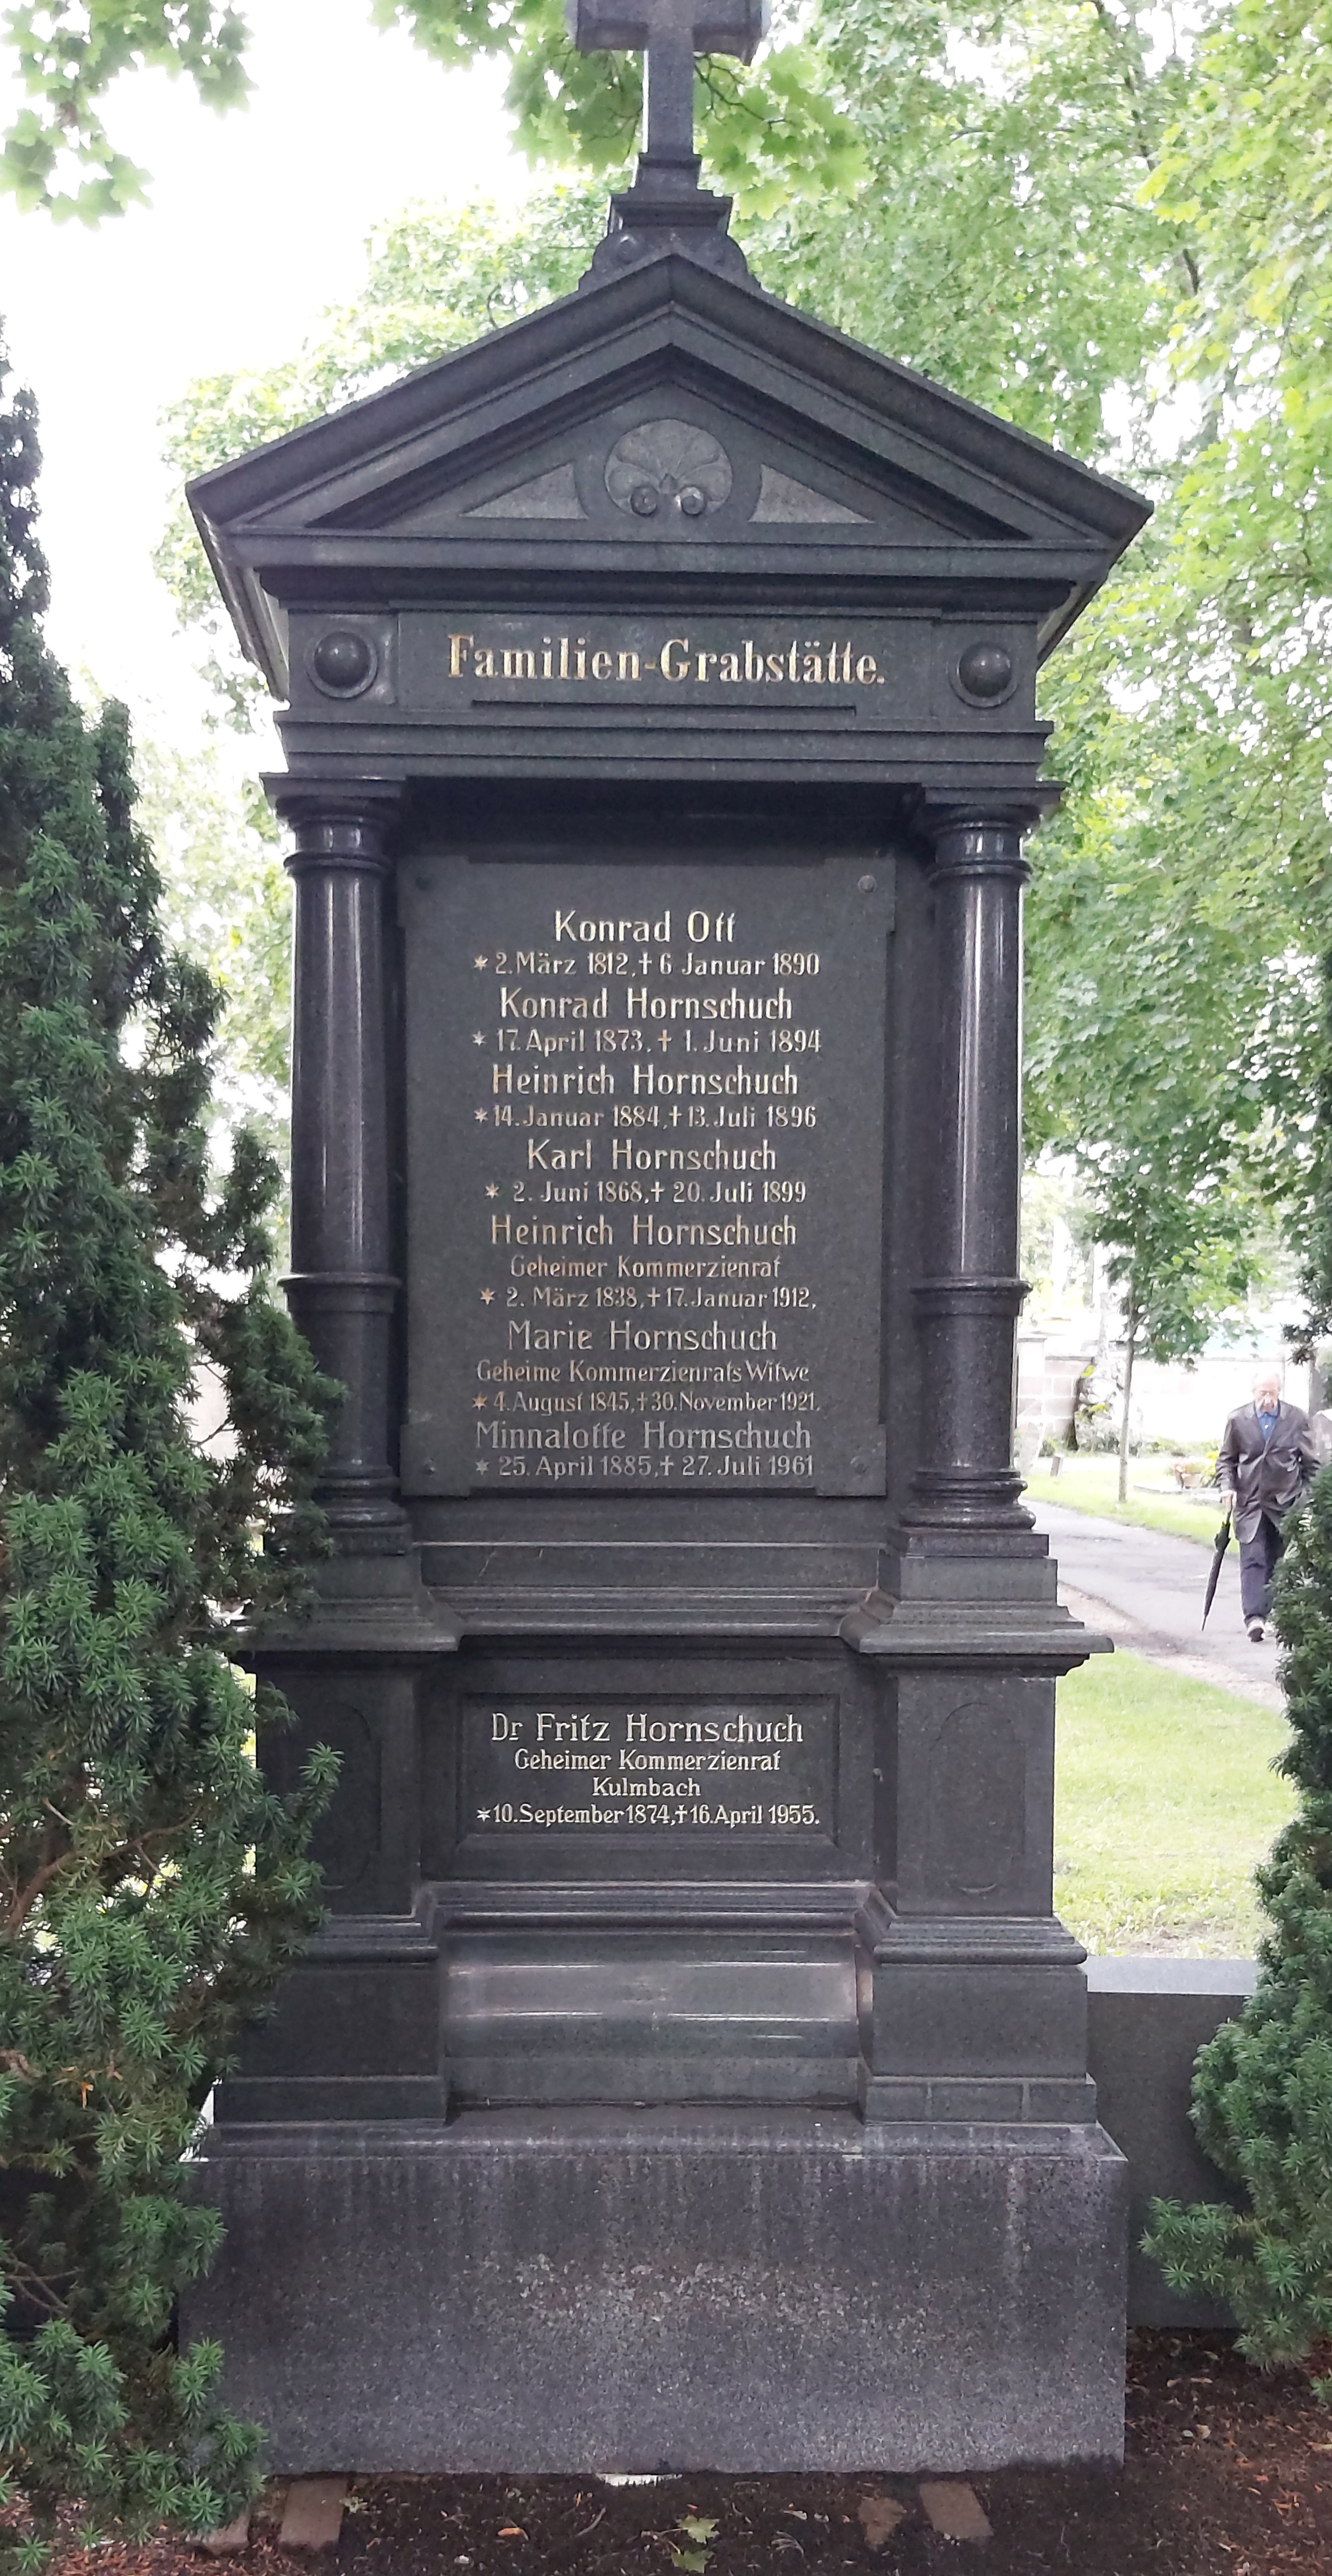 Familien-Grabstätte.
Konrad Ott
* 2. März 1812, † 6 Januar 1890
Konrad Hornschuch
* 17. April 1873, † 1. Juni 1894
Heinrich Hornschuch
* 14. Januar 1884, † 13. Juli 1896
Karl Hornschuch
* 2. Juni 1868, † 20. Juli 1899
Heinrich Hornschuch
Geheimer Kommerzienrat
* 2. März 1838, † 17. Januar 1912,
Marie Hornschuch
Geheime Kommerzienrats Witwe
* 4. August 1845, † 30. November 1921.
Minnalotte Hornschuch
* 25. April 1885, † 27. Juli 1961
Dr Fritz Hornschuch
Geheimer Kommerzienrat
Kulmbach
* 10. September 1874, † 16. April 1955.